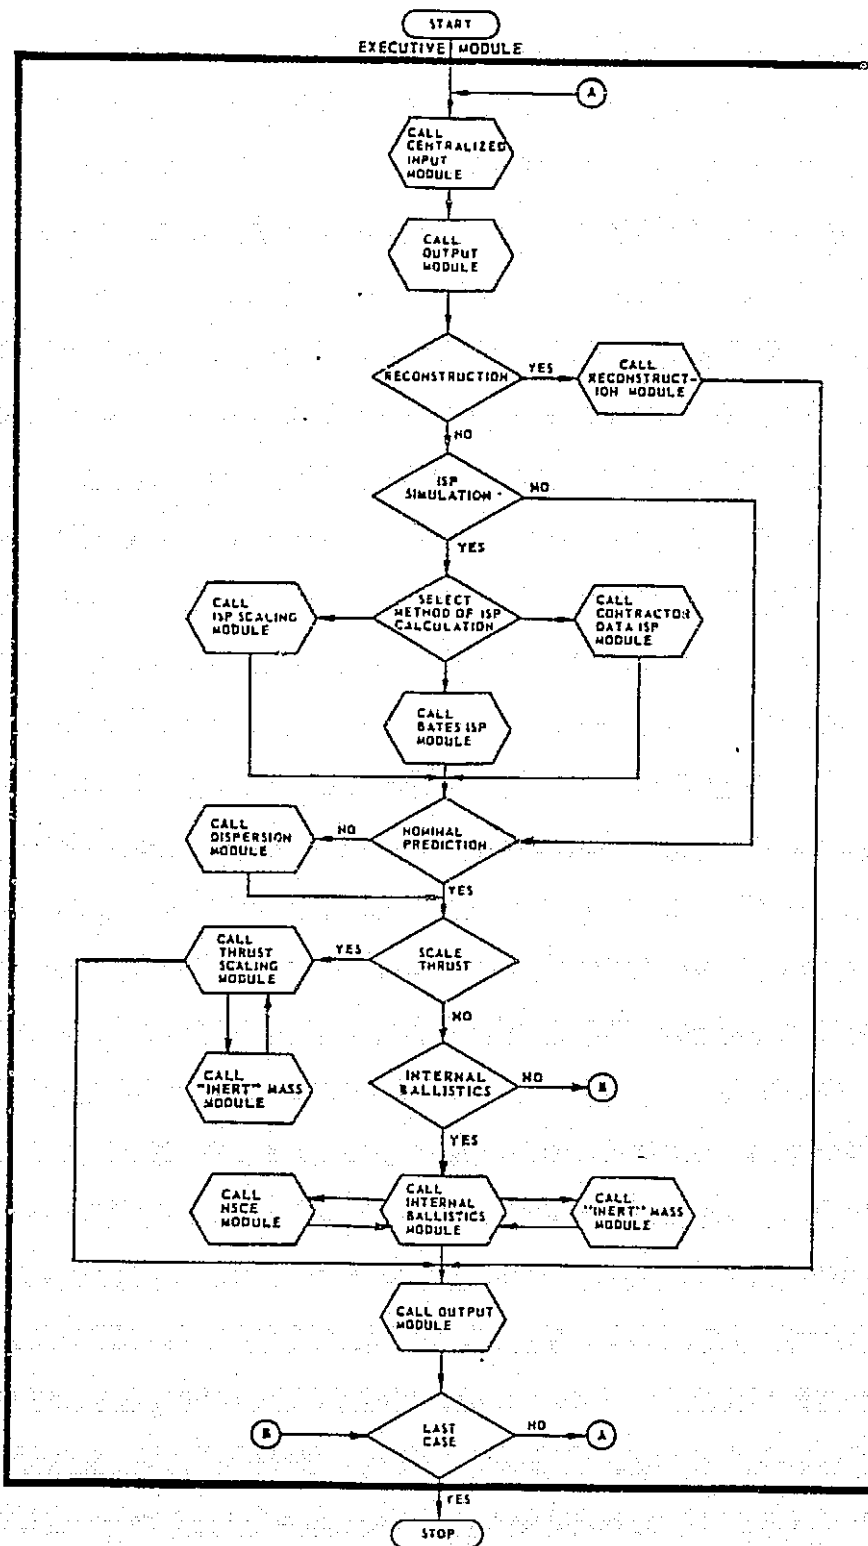 START
EXECUTIVE MODULE
A
CALL
CENTRALIZED
INPUT
MODULE
CALL
OUTPUT
MODULE
RECONSTRUCTION
YES
CALL
RECONSTRUCT-
ION MODULE
NO
ISP
SIMULATION
NO
YES
CALL
ISP SCALING
MODULE
SELECT
METHOD OF ISP
CALCULATION
CALL
CONTRACTOR
DATA ISP
MODULE
CALL
BATES ISP
MODULE
CALL
DISPERSION
MODULE
NO
NOMINAL
PREDICTION
YES
CALL
THRUST
SCALING
MODULE
YES
SCALE
THRUST
NO
CALL
"INERT" MASS
MODULE
INTERNAL
BALLISTICS
NO
B
YES
CALL
NSCE
MODULE
CALL
INTERNAL
BALLISTICS
MODULE
CALL
"INERT" MASS
MODULE
CALL OUTPUT
MODULE
B
LAST
CASE
NO
A
YES
STOP